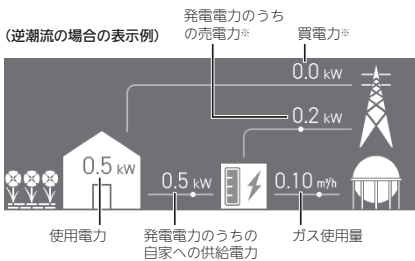 (逆潮流の場合の表示例)
発電電力のうち
の売電力※
買電力※
0.0 kW
0.2 kW
0.5 kW
0.5 kW
0.10 m³/h
使用電力
発電電力のうちの
自家への供給電力
ガス使用量